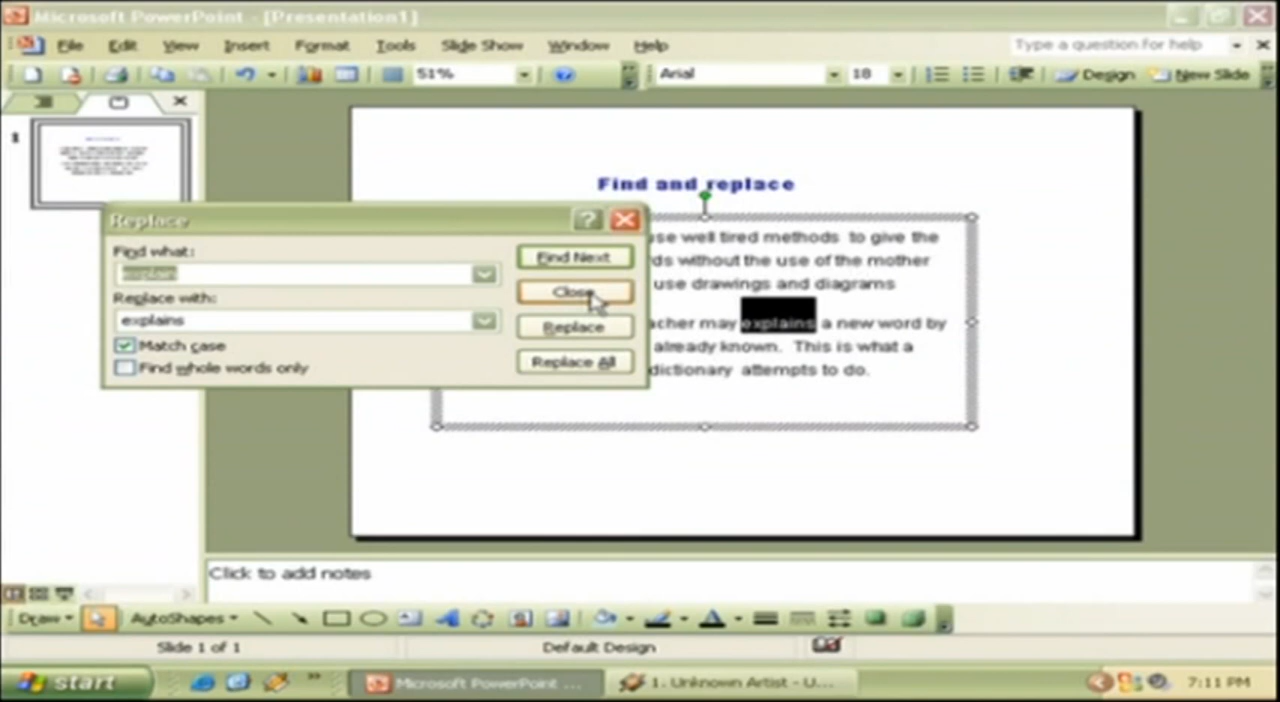 Microsoft PowerPoint - [Presentation1]
File Edit View Insert Format Tools Slide Show Window Help Type a question for help
51% Arial 18 Design New Slide
1
Find and replace
Replace
Find what:
explain
Replace with:
explains
Match case
Find whole words only
Find Next
Close
Replace
Replace All
use well tired methods to give the
ds without the use of the mother
use drawings and diagrams
acher may explains a new word by
already known. This is what a
dictionary attempts to do.
Click to add notes
Draw AutoShapes
Slide 1 of 1 Default Design
start Microsoft PowerPoint ... 1. Unknown Artist - U... 7:11 PM